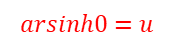 arsinh0 = u